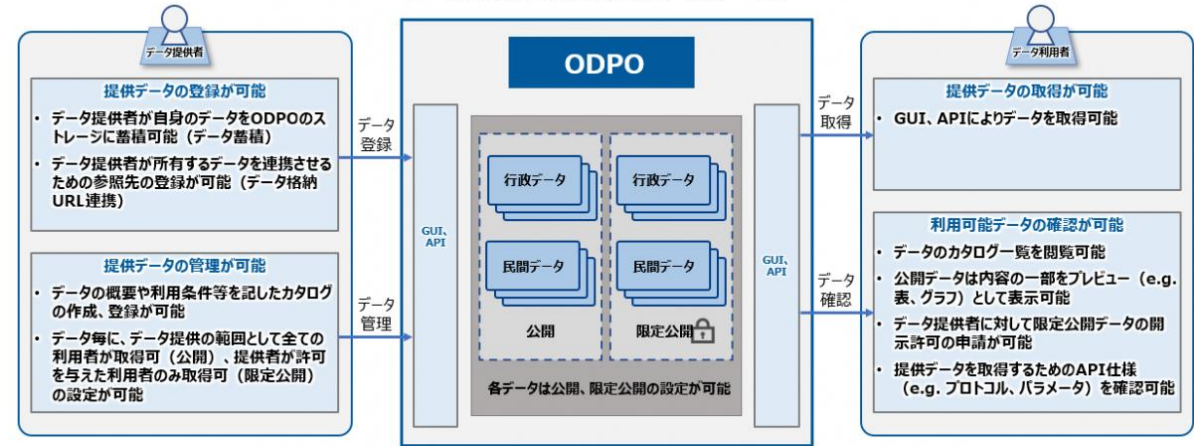 データ提供者
提供データの登録が可能
・ データ提供者が自身のデータをODPOのス
トレージに蓄積可能（データ蓄積）
・ データ提供者が所有するデータを連携させる
ための参照先の登録が可能（データ格納
URL連携）
提供データの管理が可能
・ データの概要や利用条件等を記したカタログ
の作成、登録が可能
・ データ毎に、データ提供の範囲として全ての
利用者が取得可（公開）、提供者が許可
を与えた利用者のみ取得可（限定公開）
の設定が可能
データ
登録
データ
管理
ODPO
GUI、
API
行政データ
民間データ
公開
行政データ
民間データ
限定公開
各データは公開、限定公開の設定が可能
GUI、
API
データ
取得
データ
確認
データ利用者
提供データの取得が可能
・ GUI、APIによりデータを取得可能
利用可能データの確認が可能
・ データのカタログ一覧を閲覧可能
・ 公開データは内容の一部をプレビュー（e.g.
表、グラフ）として表示可能
・ データ提供者に対して限定公開データの開
示許可の申請が可能
・ 提供データを取得するためのAPI仕様
（e.g. プロトコル、パラメータ）を確認可能